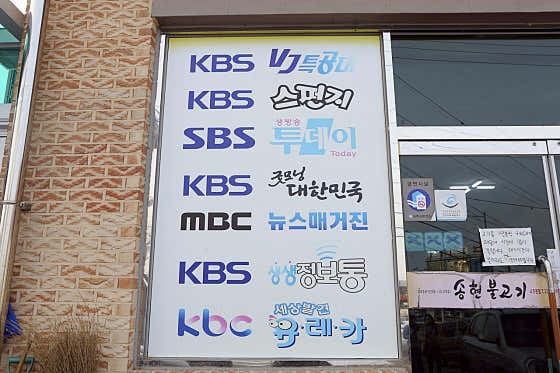 KBS VJ특공대
KBS 스펀지
SBS 생방송 투데이
Today
KBS 굿모닝 대한민국
MBC 뉴스매거진
KBS 생생정보통
kbc 세상발견 유·레·카
송현불고기